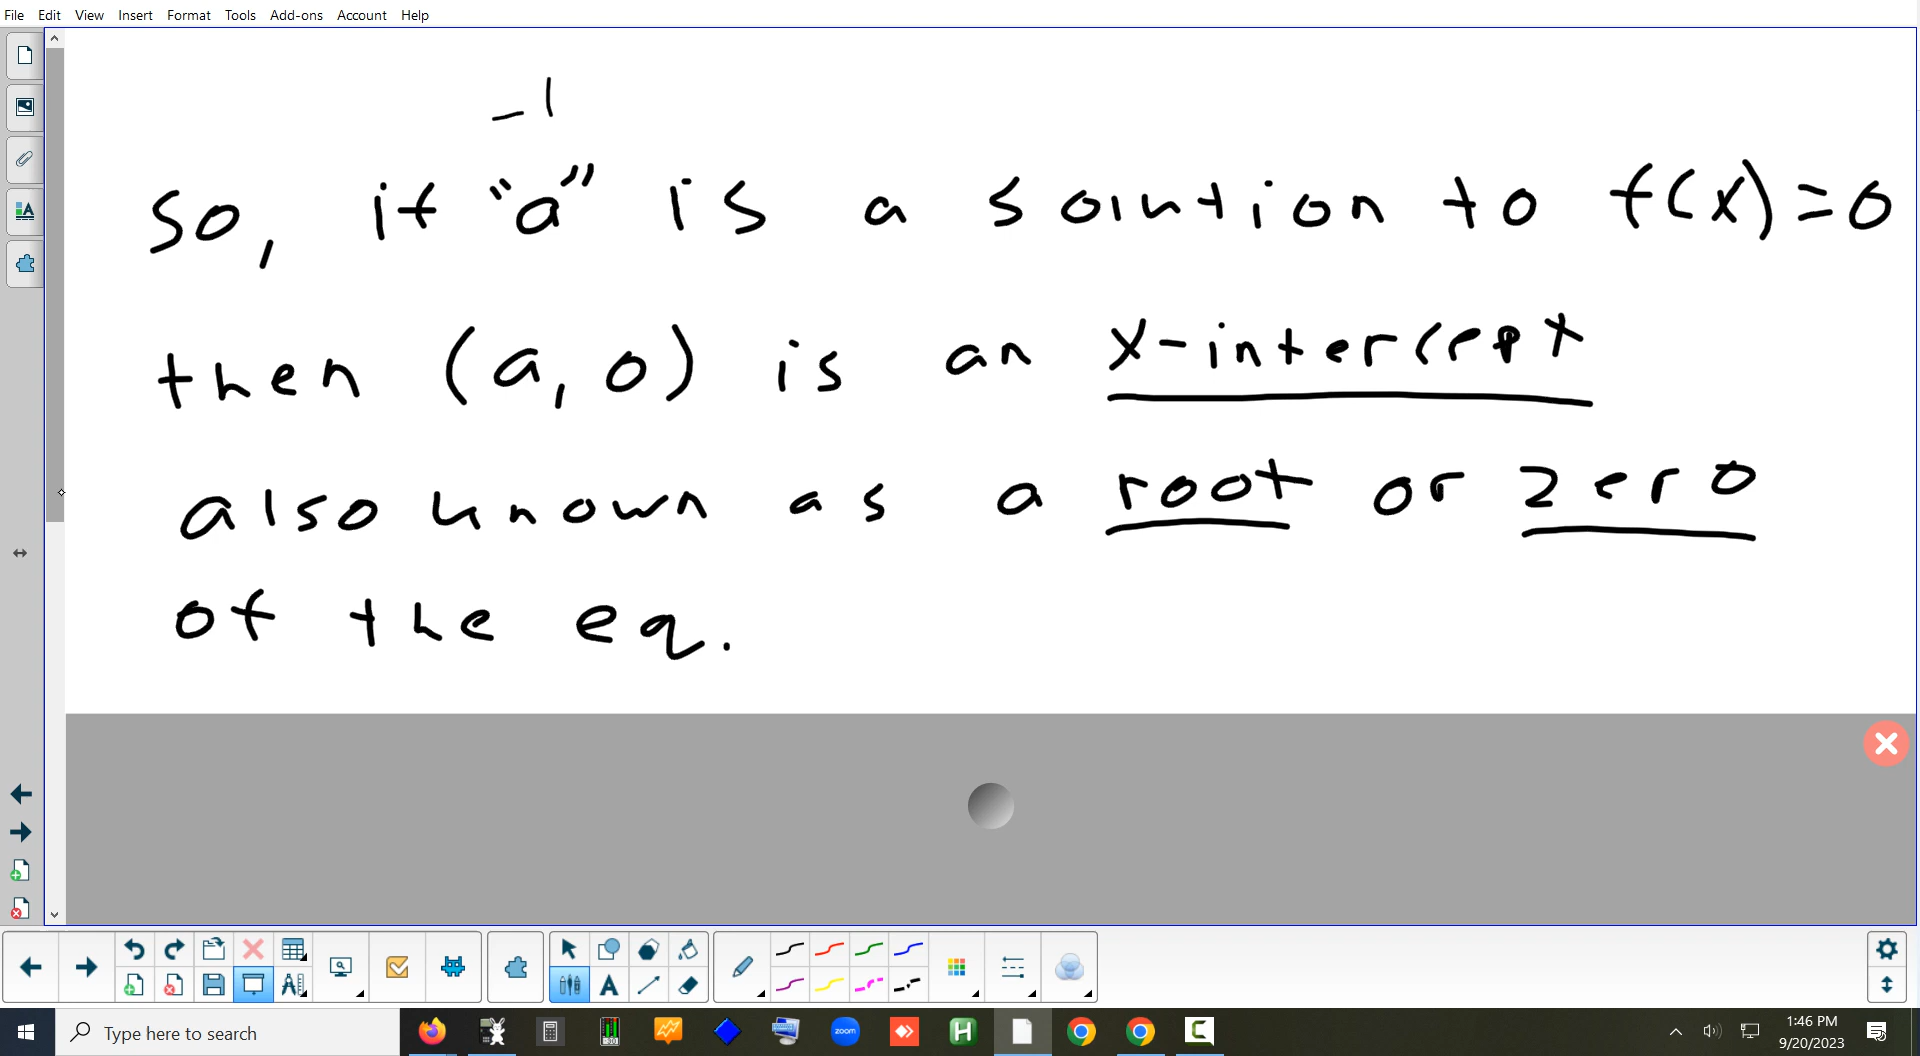 File Edit View Insert Format Tools Add-ons Account Help
-1
So, if "a" is a solution to f(x)=0
then (a,0) is an x-intercept
also known as a root or zero
of the eq.
A
A
zoom
H
C
Type here to search
1:46 PM
9/20/2023